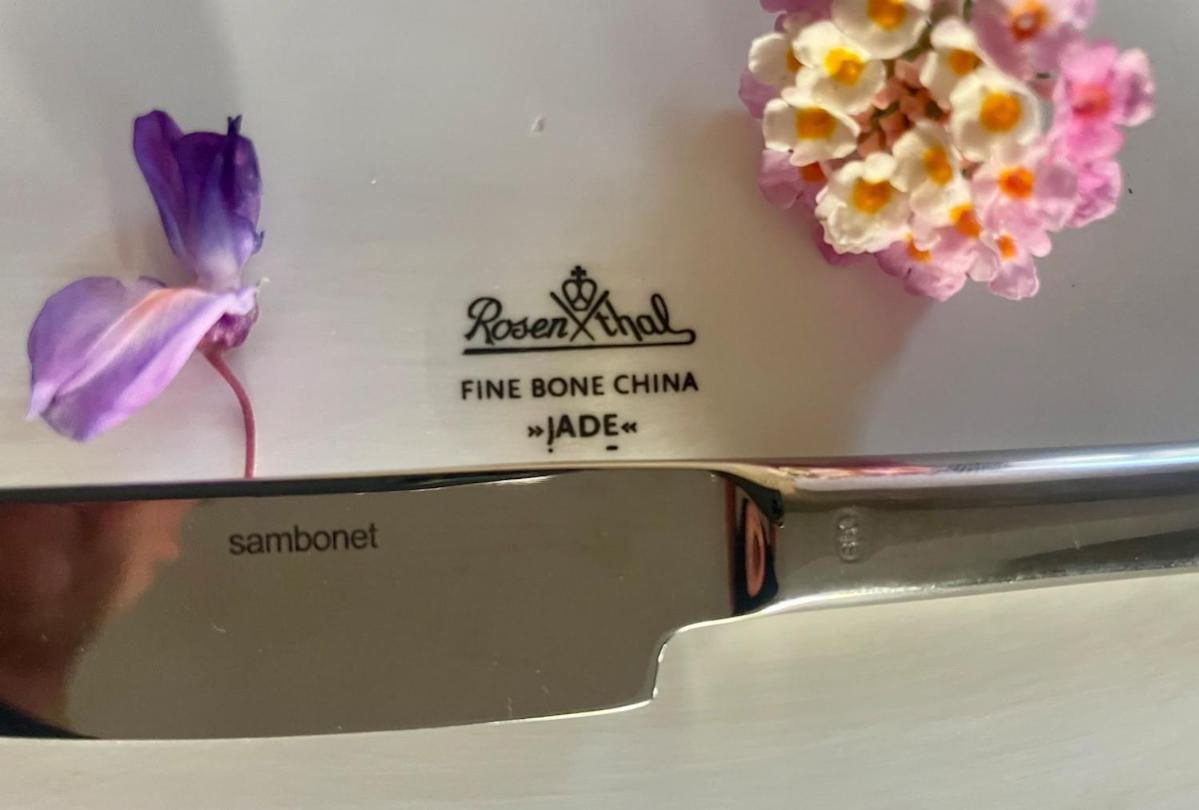 Rosenthal
FINE BONE CHINA
»JADE«
sambonet